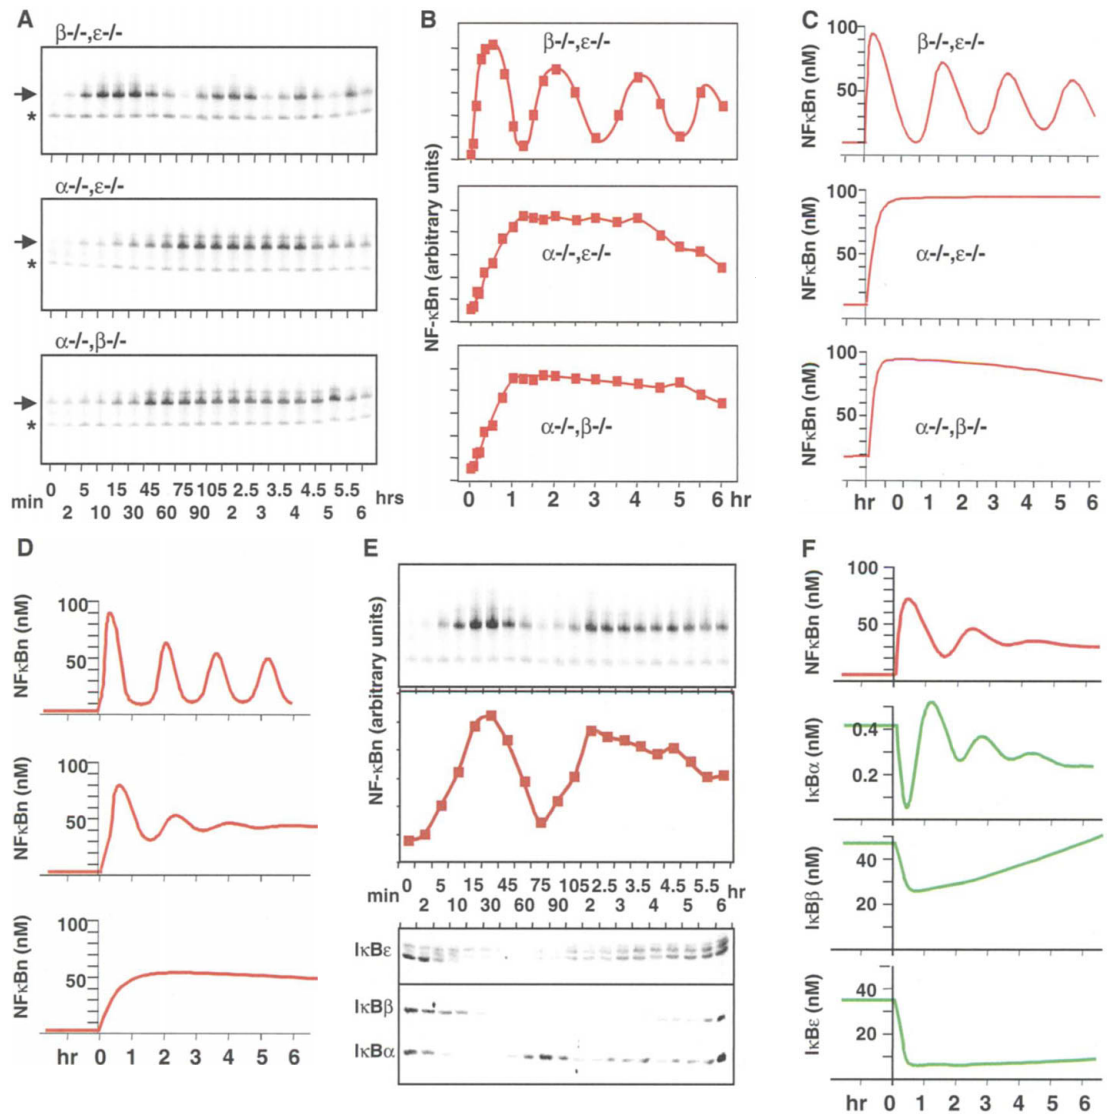 A
β-/-,ε-/-
*
α-/-,ε-/-
*
α-/-,β-/-
*
0 5 15 45 75 105 2.5 3.5 4.5 5.5 hrs
min 2 10 30 60 90 2 3 4 5 6
B
NF-κBn (arbitrary units)
β-/-,ε-/-
α-/-,ε-/-
α-/-,β-/-
0 1 2 3 4 5 6 hr
C
NFκBn (nM)
100
50
β-/-,ε-/-
NFκBn (nM)
100
50
α-/-,ε-/-
NFκBn (nM)
100
50
α-/-,β-/-
hr 0 1 2 3 4 5 6
D
NFκBn (nM)
100
50
NFκBn (nM)
100
50
NFκBn (nM)
100
50
hr 0 1 2 3 4 5 6
E
NF-κBn (arbitrary units)
0 5 15 45 75 105 2.5 3.5 4.5 5.5 hr
min 2 10 30 60 90 2 3 4 5 6
IκBε
IκBβ
IκBα
F
NFκBn (nM)
100
50
IκBα (nM)
0.4
0.2
IκBβ (nM)
40
20
IκBε (nM)
40
20
hr 0 1 2 3 4 5 6